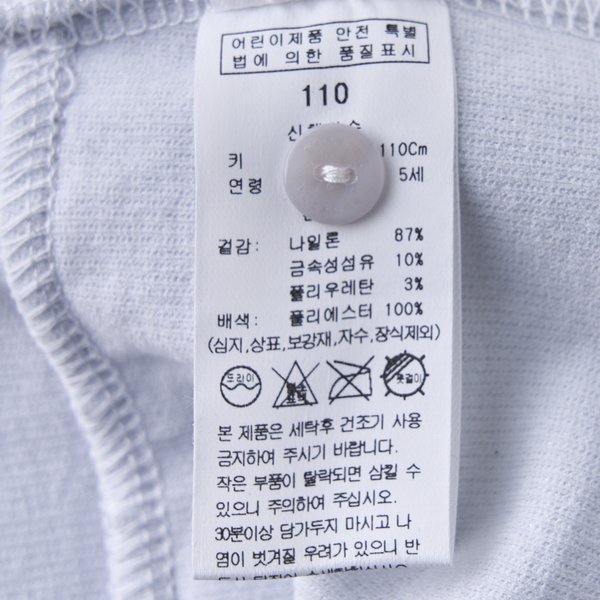 어린이제품 안전 특별
법에 의한 품질표시
110
키 110Cm
연령 5세
겉감: 나일론 87%
금속성섬유 10%
폴리우레탄 3%
배색: 폴리에스터 100%
(심지,상표,보강재,자수,장식제외)
드라이
옷걸이
본 제품은 세탁후 건조기 사용
금지하여 주시기 바랍니다.
작은 부품이 탈락되면 삼킬 수
있으니 주의하여 주십시오.
30분이상 담가두지 마시고 나
염이 벗겨질 우려가 있으니 반